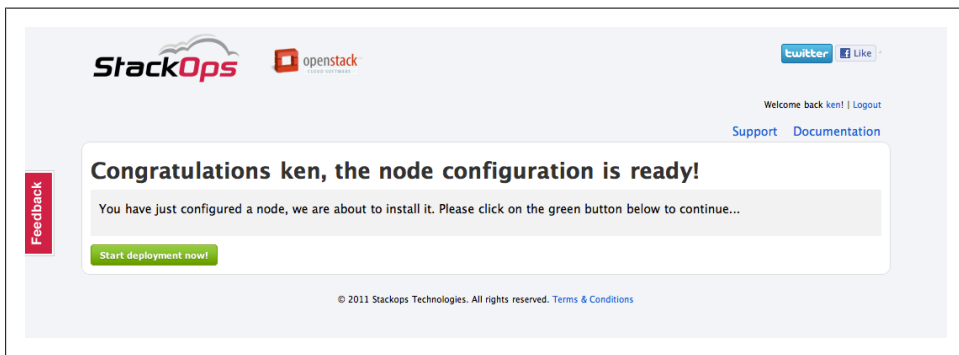 StackOps
openstack
CLOUD SOFTWARE
twitter
Like
Welcome back ken! | Logout
Support Documentation
Feedback
Congratulations ken, the node configuration is ready!
You have just configured a node, we are about to install it. Please click on the green button below to continue...
Start deployment now!
© 2011 Stackops Technologies. All rights reserved. Terms & Conditions